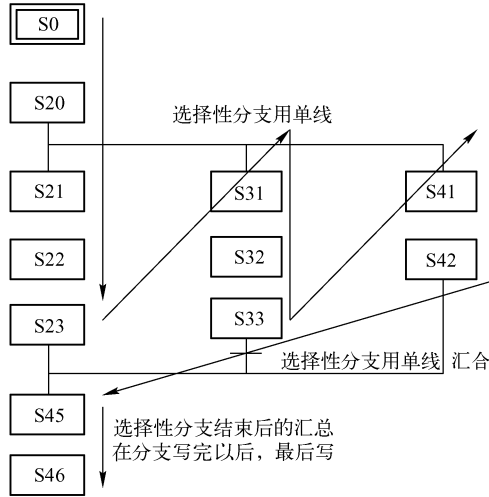 S0
S20
选择性分支用单线
S21
S31
S41
S22
S32
S42
S23
S33
选择性分支用单线 汇合
S45
选择性分支结束后的汇总
在分支写完以后，最后写
S46